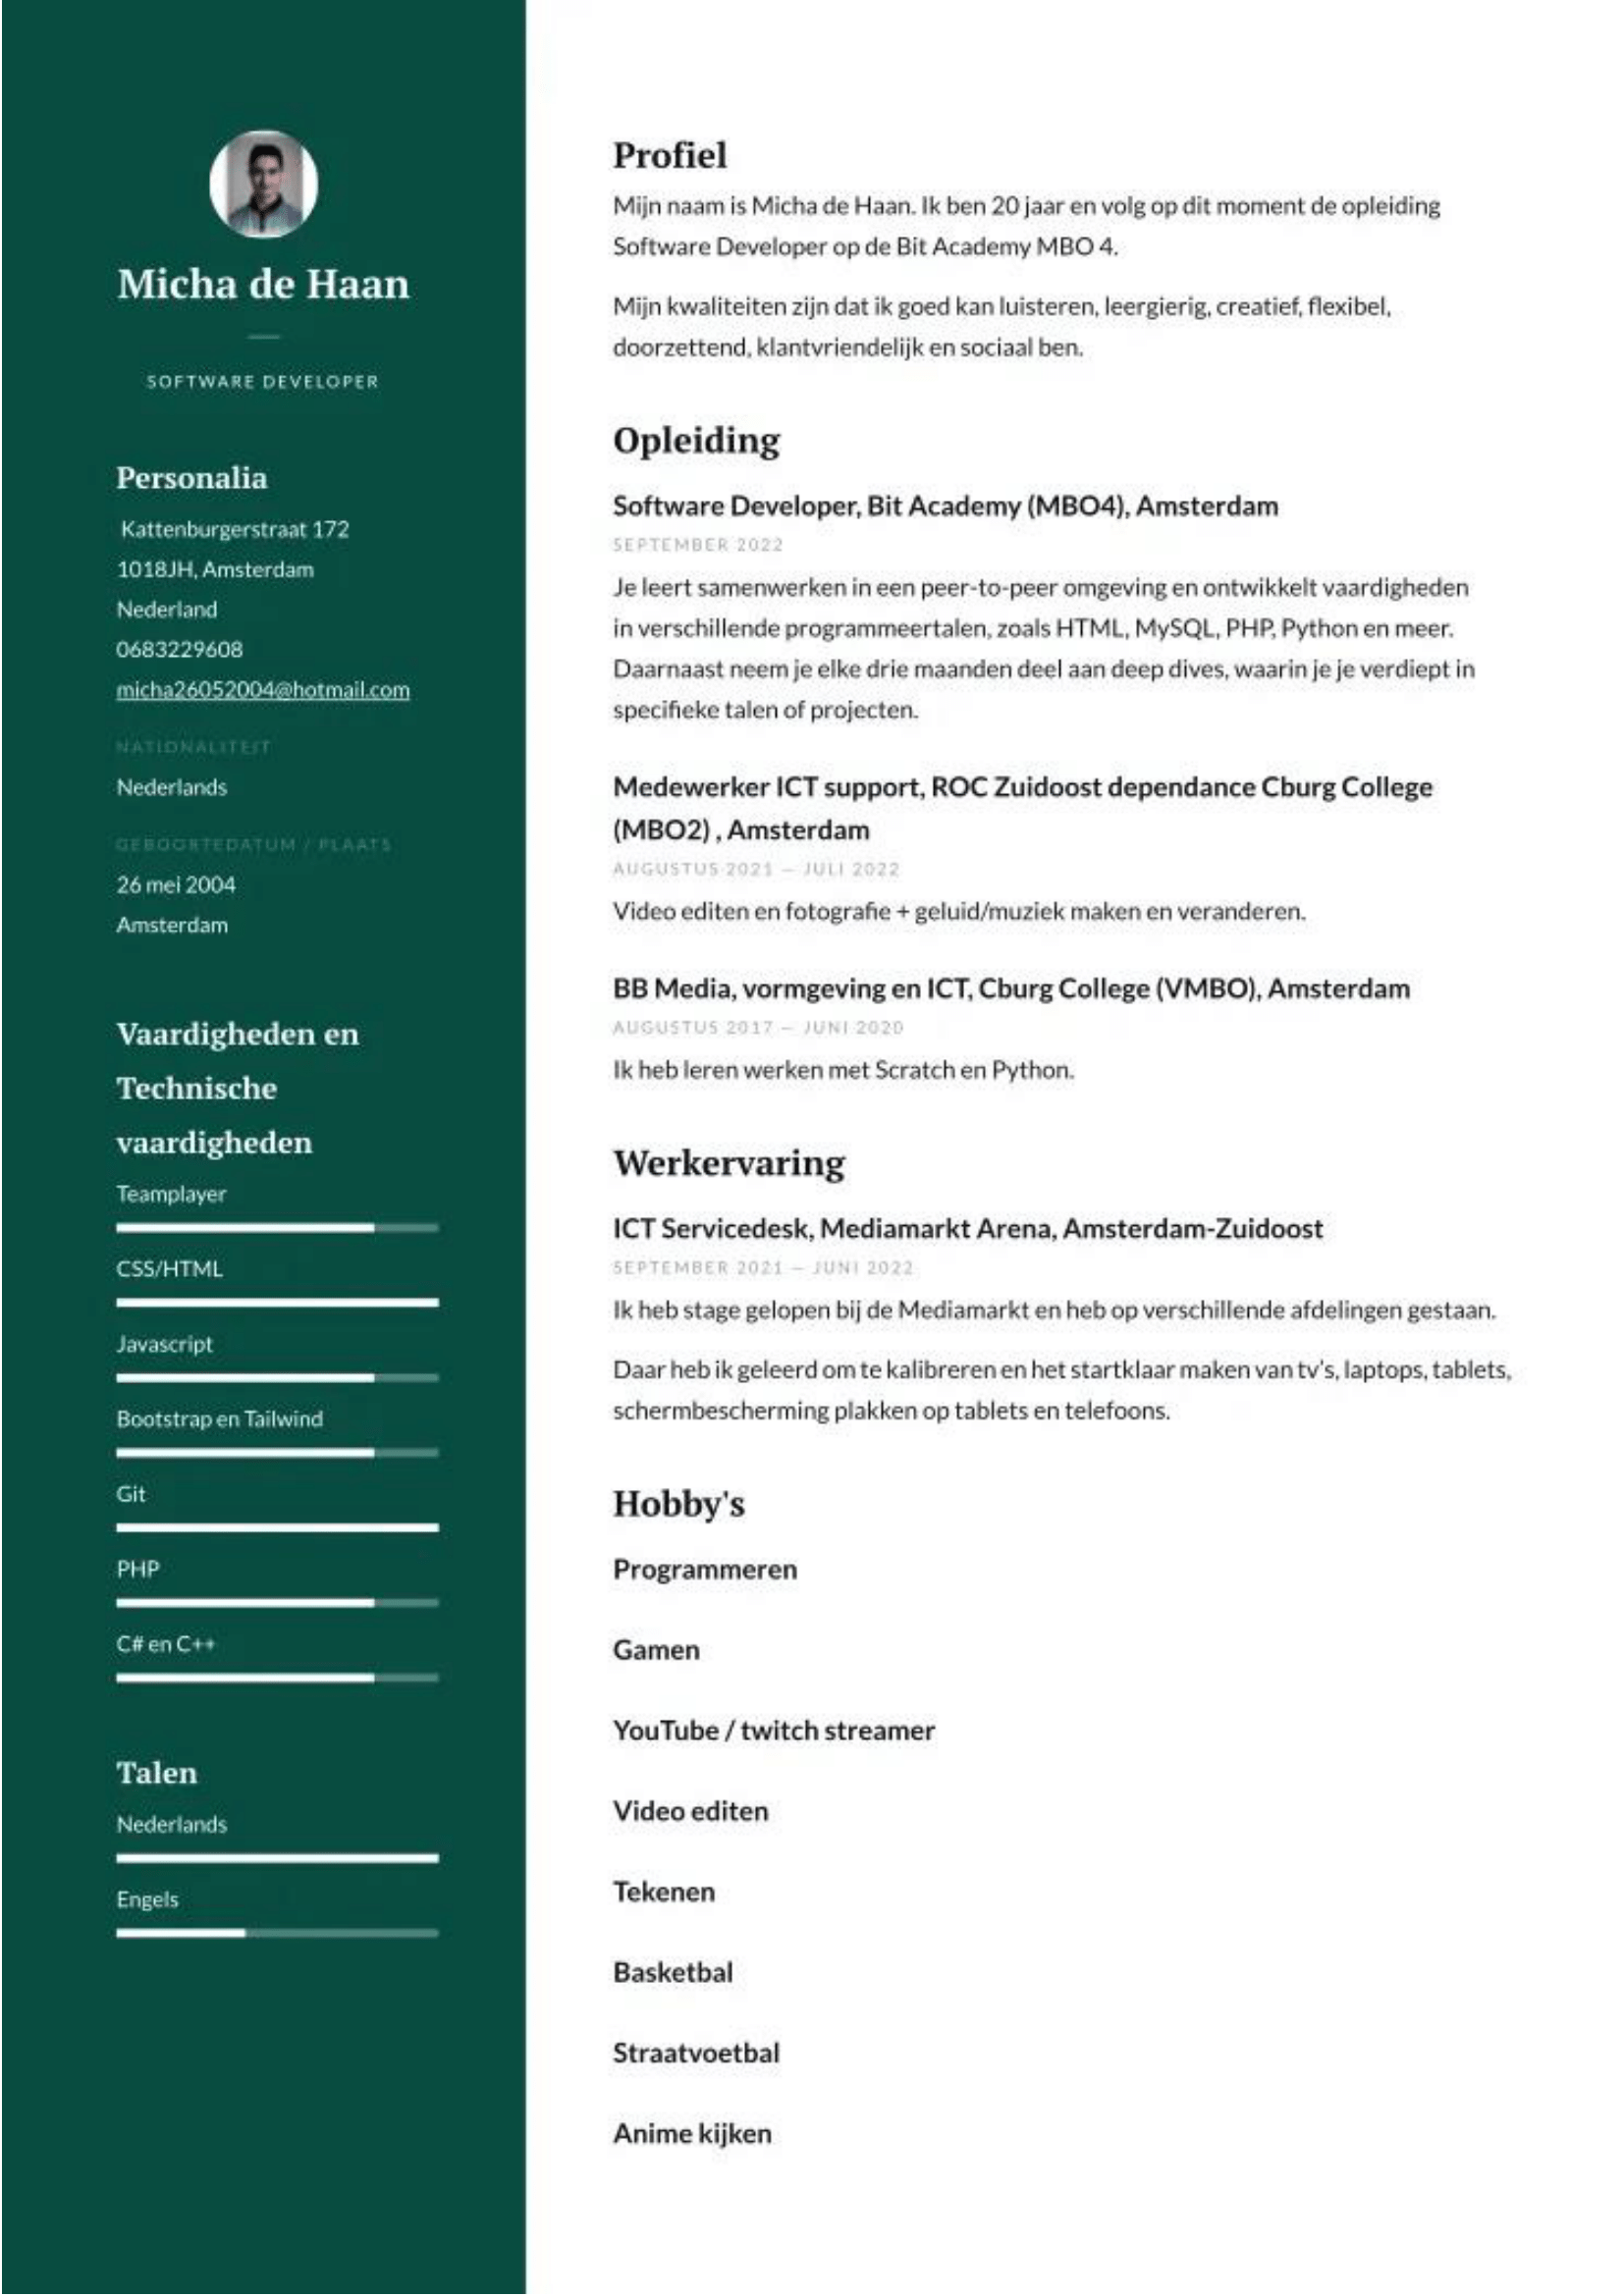 Micha de Haan
SOFTWARE DEVELOPER
Personalia
Kattenburgerstraat 172
1018JH, Amsterdam
Nederland
0683229608
micha26052004@hotmail.com
NATIONALITEIT
Nederlands
GEBOORTEDATUM / PLAATS
26 mei 2004
Amsterdam
Vaardigheden en
Technische
vaardigheden
Teamplayer
CSS/HTML
Javascript
Bootstrap en Tailwind
Git
PHP
C# en C++
Talen
Nederlands
Engels
Profiel
Mijn naam is Micha de Haan. Ik ben 20 jaar en volg op dit moment de opleiding
Software Developer op de Bit Academy MBO 4.
Mijn kwaliteiten zijn dat ik goed kan luisteren, leergierig, creatief, flexibel,
doorzettend, klantvriendelijk en sociaal ben.
Opleiding
Software Developer, Bit Academy (MBO4), Amsterdam
SEPTEMBER 2022
Je leert samenwerken in een peer-to-peer omgeving en ontwikkelt vaardigheden
in verschillende programmeertalen, zoals HTML, MySQL, PHP, Python en meer.
Daarnaast neem je elke drie maanden deel aan deep dives, waarin je je verdiept in
specifieke talen of projecten.
Medewerker ICT support, ROC Zuidoost dependance Cburg College
(MBO2) , Amsterdam
AUGUSTUS 2021 — JULI 2022
Video editen en fotografie + geluid/muziek maken en veranderen.
BB Media, vormgeving en ICT, Cburg College (VMBO), Amsterdam
AUGUSTUS 2017 — JUNI 2020
Ik heb leren werken met Scratch en Python.
Werkervaring
ICT Servicedesk, Mediamarkt Arena, Amsterdam-Zuidoost
SEPTEMBER 2021 — JUNI 2022
Ik heb stage gelopen bij de Mediamarkt en heb op verschillende afdelingen gestaan.
Daar heb ik geleerd om te kalibreren en het startklaar maken van tv's, laptops, tablets,
schermbescherming plakken op tablets en telefoons.
Hobby's
Programmeren
Gamen
YouTube / twitch streamer
Video editen
Tekenen
Basketbal
Straatvoetbal
Anime kijken